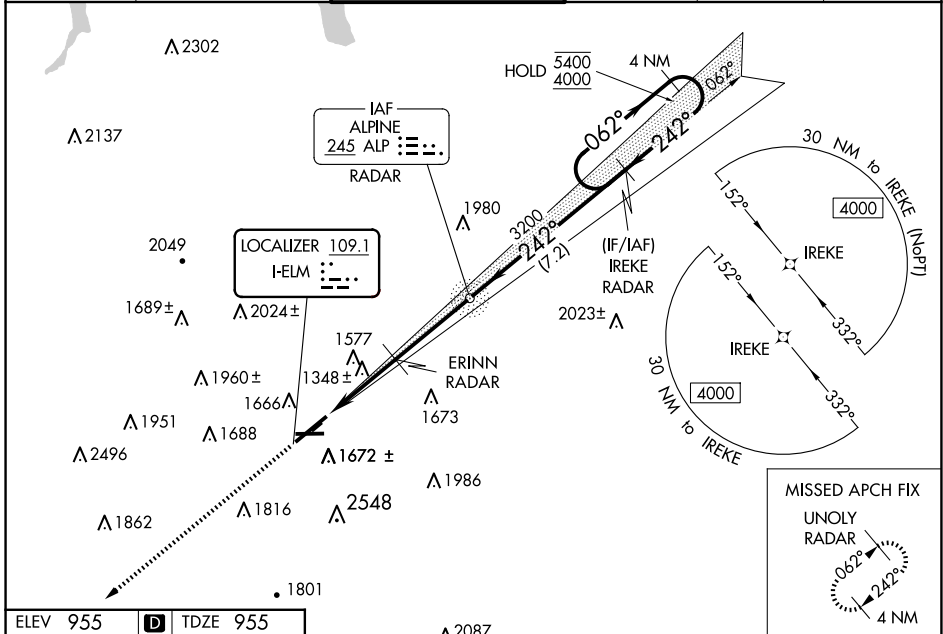 2302
HOLD 5400
4000
4 NM
062°
062°
242°
2137
IAF
ALPINE
245 ALP
RADAR
30 NM to IREKE (NoPT)
152°
4000
IREKE
332°
1980
3200
242°
(7.2)
(IF/IAF)
IREKE
RADAR
2049
LOCALIZER 109.1
I-ELM
152°
IREKE
332°
4000
30 NM to IREKE
1689±
2024±
2023±
1577
ERINN
RADAR
1960±
1348±
1666
1673
1951
1688
2496
1672 ±
1986
1816
2548
1862
MISSED APCH FIX
UNOLY
RADAR
062°
242°
4 NM
1801
ELEV 955 D TDZE 955
2087